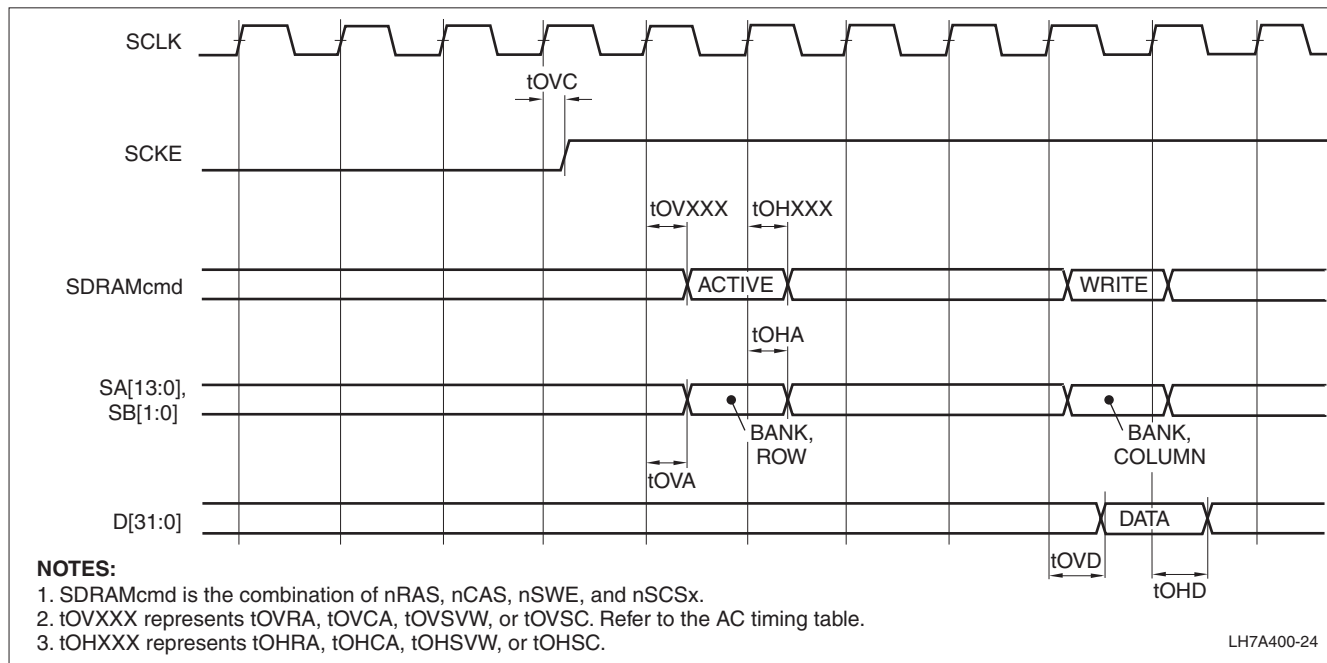 SCLK
tOVC
SCKE
tOVXXX
tOHXXX
SDRAMcmd
ACTIVE
WRITE
tOHA
SA[13:0],
SB[1:0]
BANK,
ROW
BANK,
COLUMN
tOVA
D[31:0]
DATA
tOVD
tOHD
NOTES:
1. SDRAMcmd is the combination of nRAS, nCAS, nSWE, and nSCSx.
2. tOVXXX represents tOVRA, tOVCA, tOVSVW, or tOVSC. Refer to the AC timing table.
3. tOHXXX represents tOHRA, tOHCA, tOHSVW, or tOHSC.
LH7A400-24